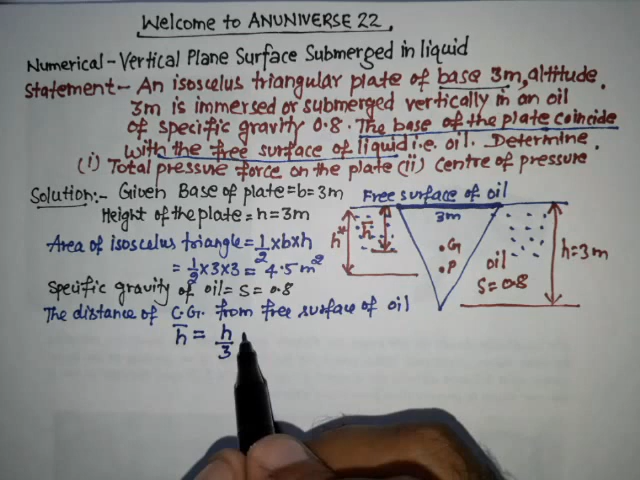 Welcome to ANUNIVERSE 22.
Numerical - Vertical Plane Surface Submerged in liquid
Statement - An isoscelus triangular plate of base 3m, altitude.
3m is immersed or submerged vertically in an oil
of specific gravity 0.8. The base of the plate coincide
with the free surface of liquid i.e. oil. Determine.
(i) Total pressure force on the plate (ii) Centre of pressure
Solution:- Given Base of plate = b = 3m
Height of the plate = h = 3m
Area of isoscelus triangle = 1/2 x b x h
= 1/2 x 3 x 3 = 4.5 m²
Specific gravity of oil = S = 0.8
The distance of C.G. from free surface of oil
h̄ = h/3
Free surface of oil
3m
h*
h̄
G
P
oil
S = 0.8
h = 3m